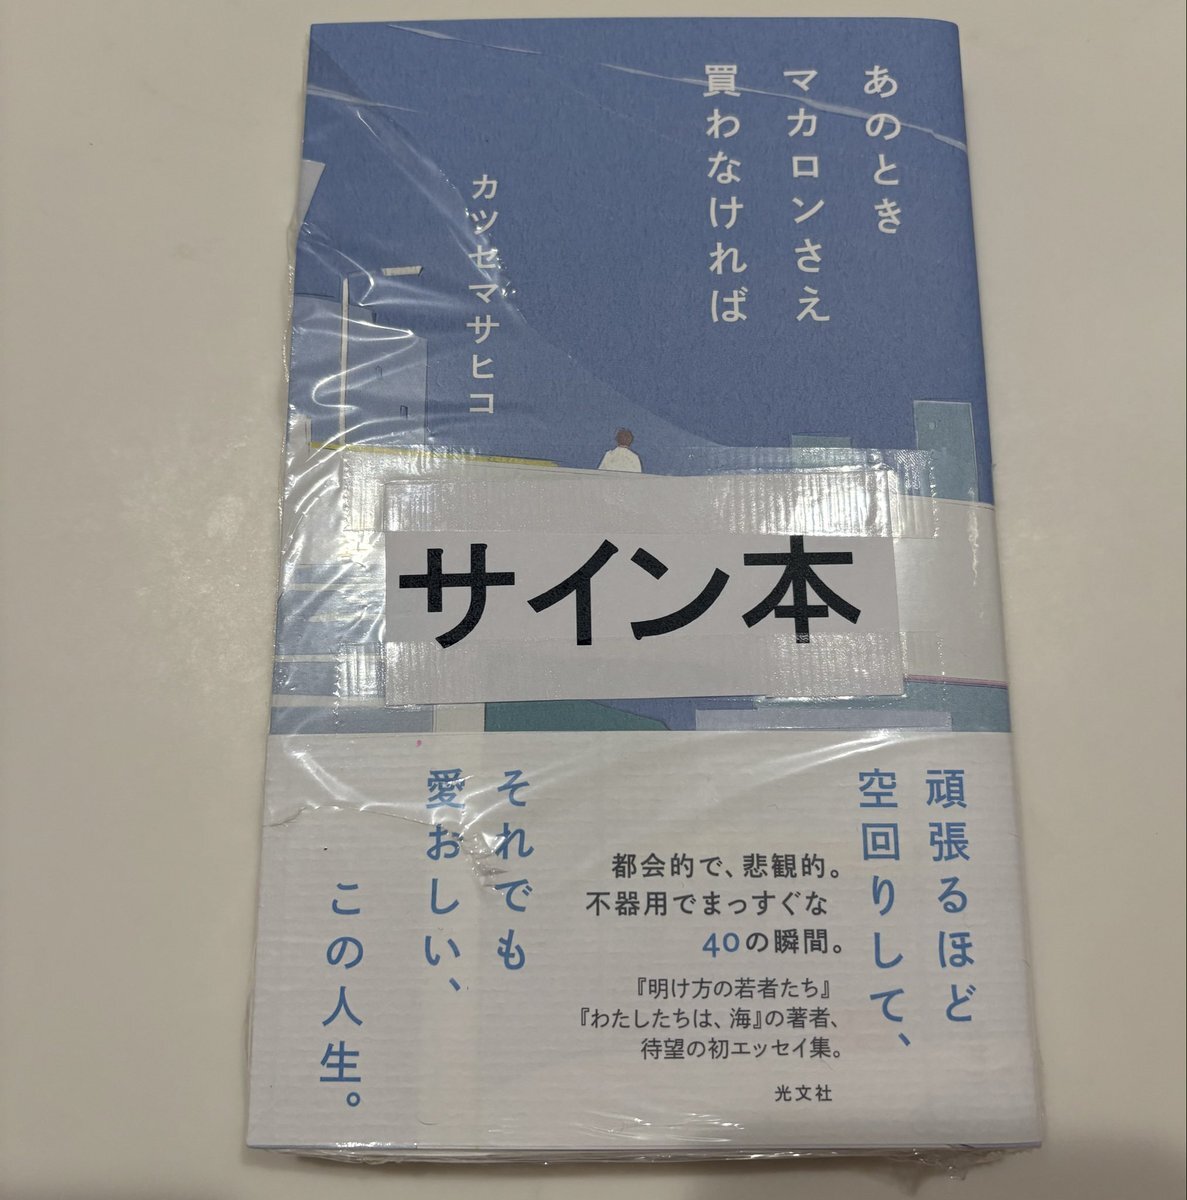 あのとき
マカロンさえ
買わなければ
カツセマサヒコ
サイン本
頑張るほど
空回りして、
都会的で、悲観的。
不器用でまっすぐな
40の瞬間。
『明け方の若者たち』
『わたしたちは、海』の著者、
待望の初エッセイ集。
光文社
それでも
愛おしい、
この人生。